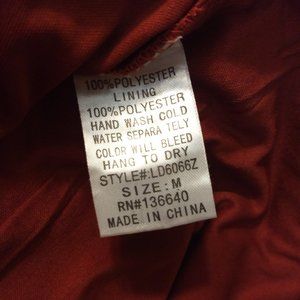 100%POLYESTER
LINING
100%POLYESTER
HAND WASH COLD
WATER SEPARA TELY
COLOR WILL BLEED
HANG TO DRY
STYLE#:LD6066Z
SIZE: M
RN#136640
MADE IN CHINA